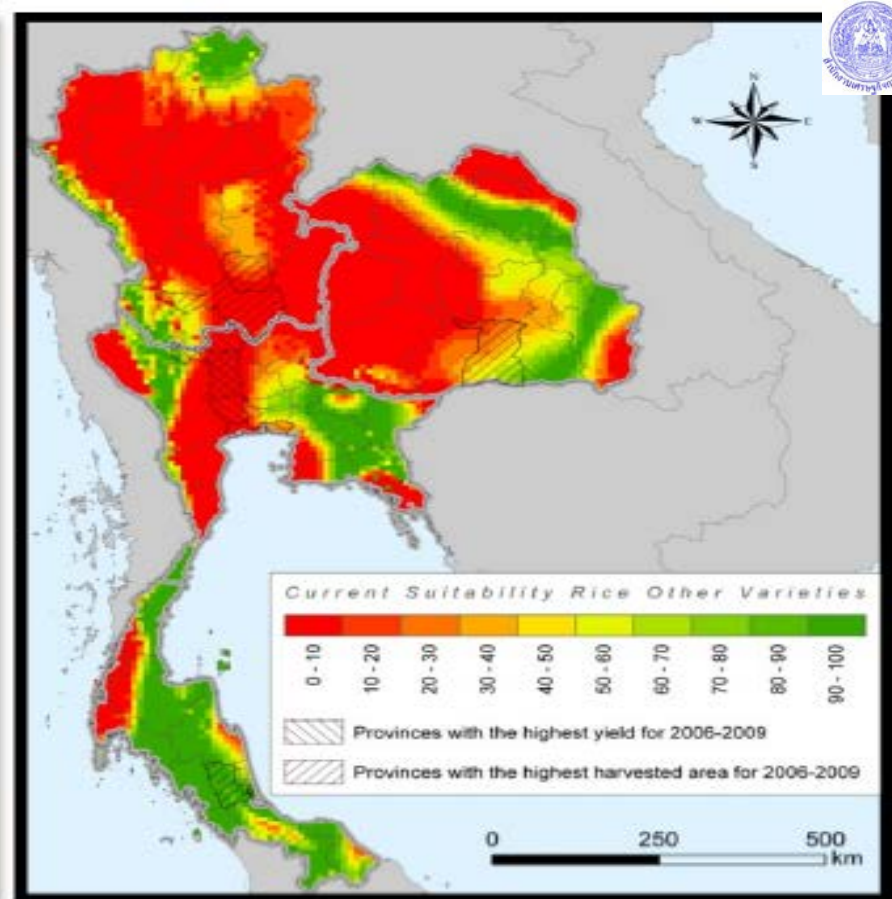 N
W E
S
Current Suitability Rice Other Varieties
0 - 10
10 - 20
20 - 30
30 - 40
40 - 50
50 - 60
60 - 70
70 - 80
80 - 90
90 - 100
Provinces with the highest yield for 2006-2009
Provinces with the highest harvested area for 2006-2009
0 250 500
km